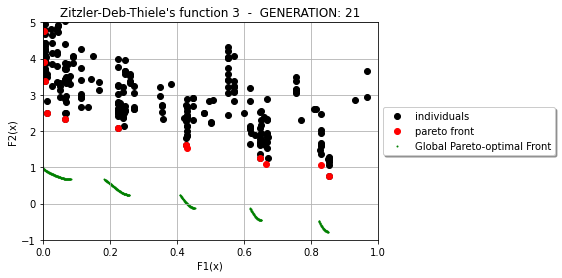 Zitzler-Deb-Thiele's function 3 - GENERATION: 21
5
4
3
2
1
0
−1
F2(x)
0.0 0.2 0.4 0.6 0.8 1.0
F1(x)
individuals
pareto front
Global Pareto-optimal Front